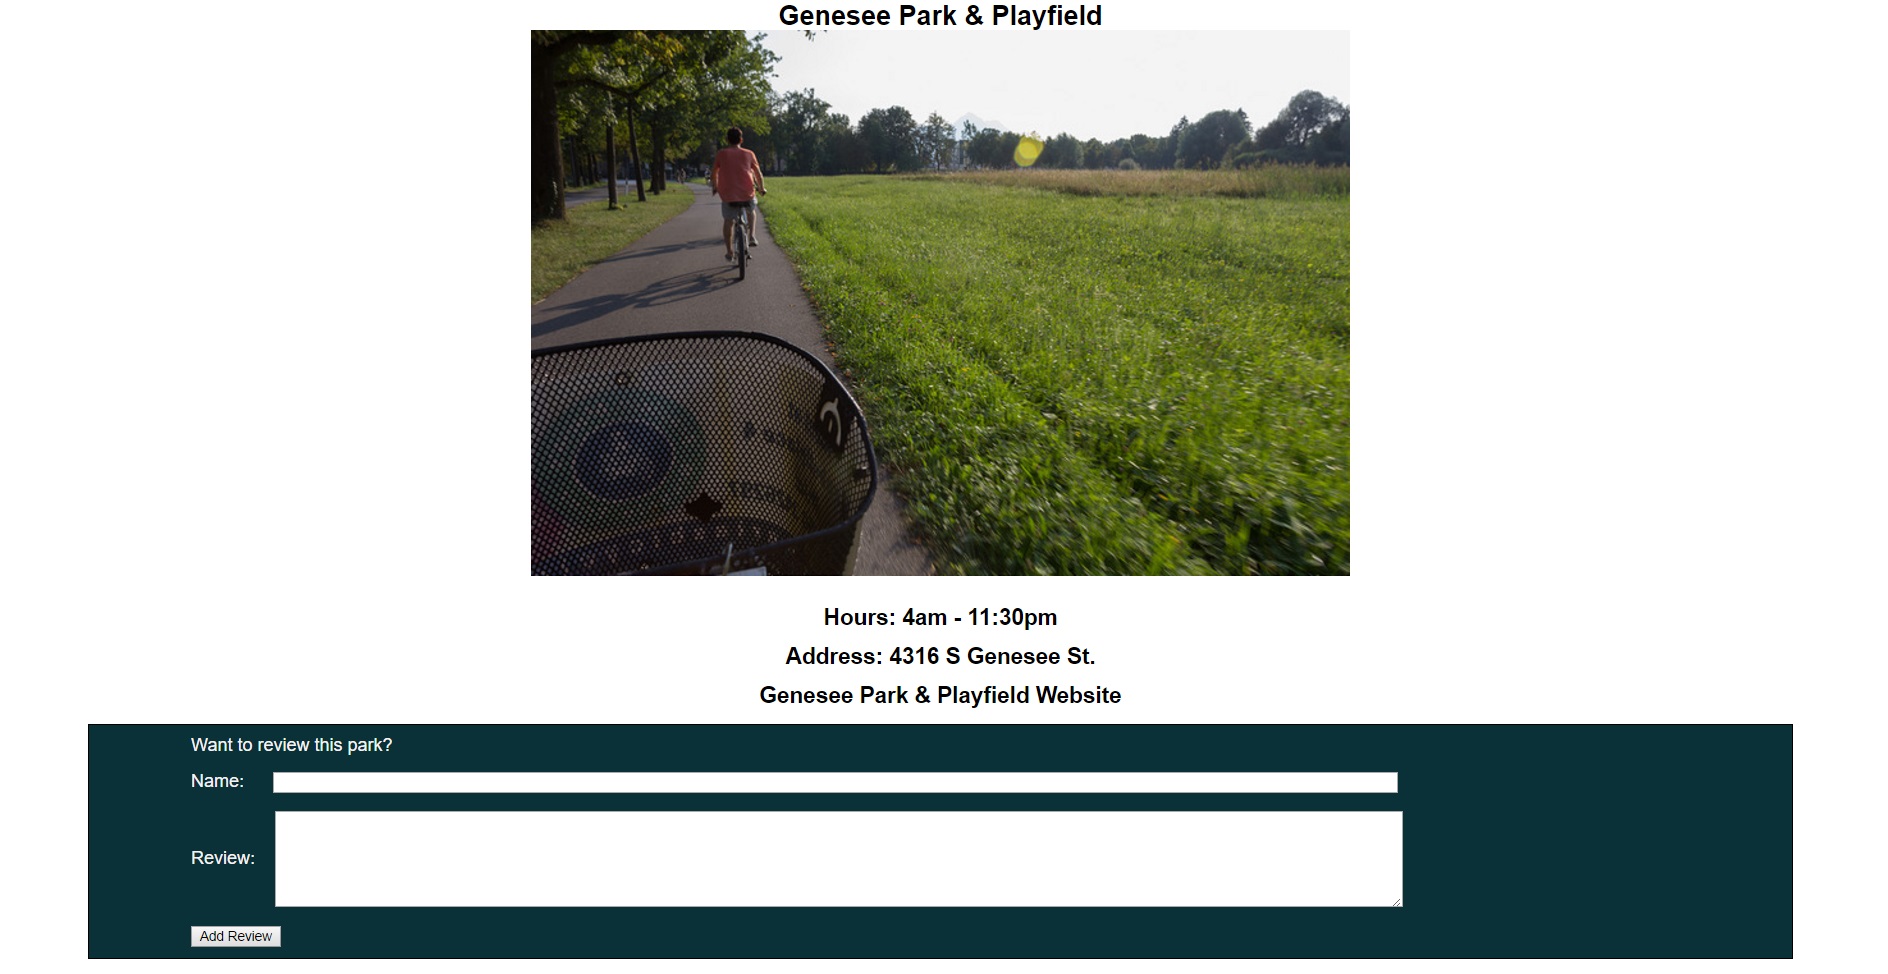 Genesee Park & Playfield
Hours: 4am - 11:30pm
Address: 4316 S Genesee St.
Genesee Park & Playfield Website
Want to review this park?
Name:
Review:
Add Review